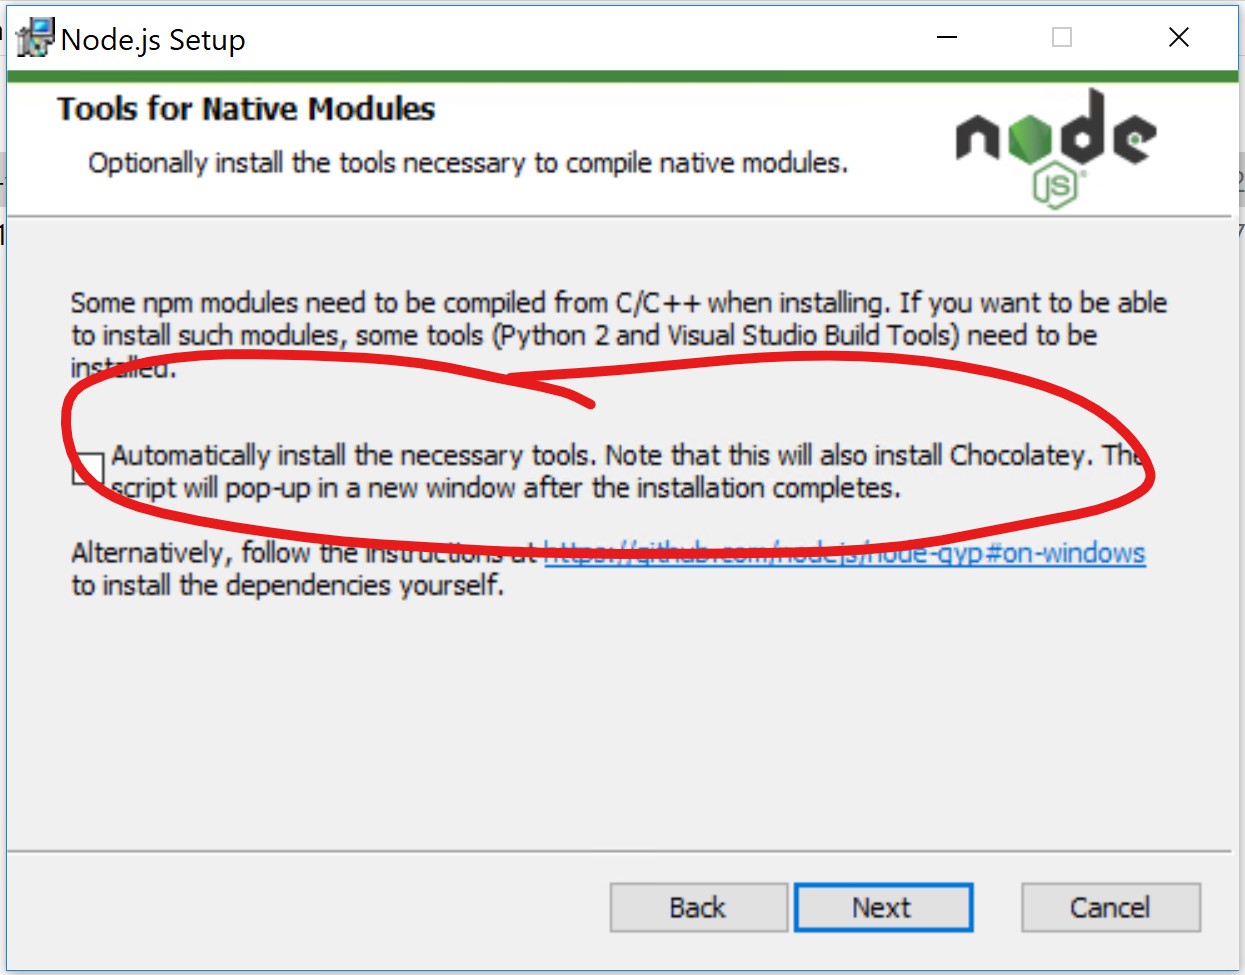 Node.js Setup
Tools for Native Modules
Optionally install the tools necessary to compile native modules.
node
JS
Some npm modules need to be compiled from C/C++ when installing. If you want to be able
to install such modules, some tools (Python 2 and Visual Studio Build Tools) need to be
installed.
Automatically install the necessary tools. Note that this will also install Chocolatey. The
script will pop-up in a new window after the installation completes.
Alternatively, follow the instructions at https://github.com/nodejs/node-gyp#on-windows
to install the dependencies yourself.
Back
Next
Cancel